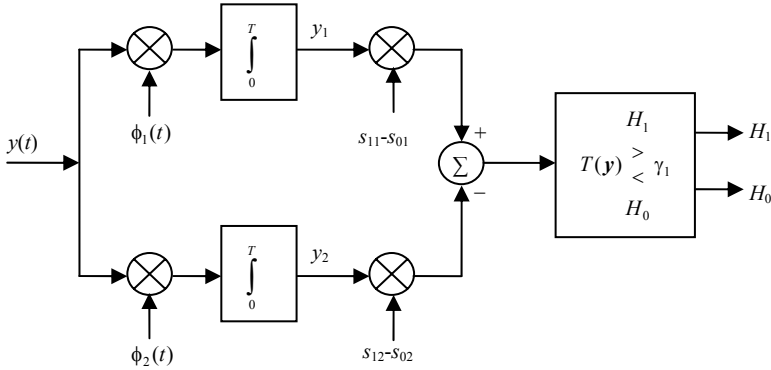 T
∫
0
y₁
ϕ₁(t)
s₁₁-s₀₁
y(t)
+
Σ
−
H₁
T(y) > < γ₁
H₀
H₁
H₀
T
∫
0
y₂
ϕ₂(t)
s₁₂-s₀₂